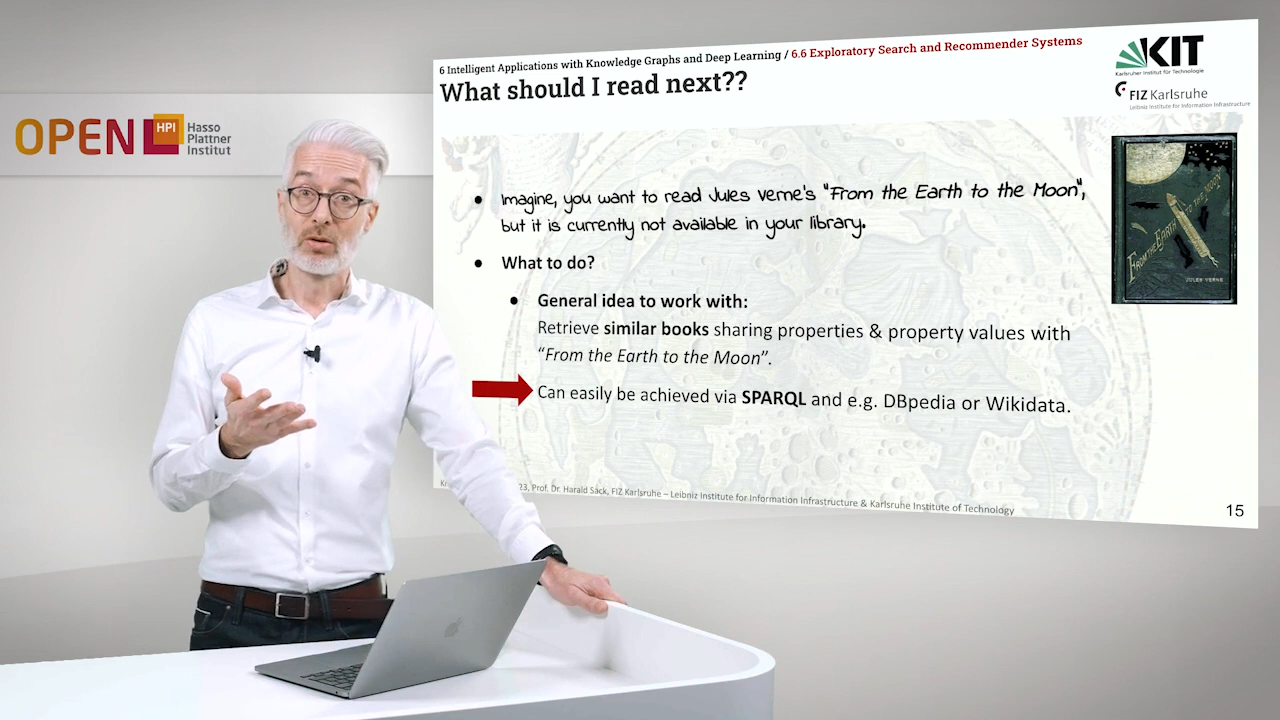 6 Intelligent Applications with Knowledge Graphs and Deep Learning / 6.6 Exploratory Search and Recommender Systems
What should I read next??
KIT
Karlsruher Institut für Technologie
FIZ Karlsruhe
Leibniz Institute for Information Infrastructure
OPEN HPI Hasso
Plattner
Institut
• Imagine, you want to read Jules Verne's "From the Earth to the Moon",
but it is currently not available in your library.
• What to do?
• General idea to work with:
Retrieve similar books sharing properties & property values with
“From the Earth to the Moon”.
Can easily be achieved via SPARQL and e.g. DBpedia or Wikidata.
FROM THE EARTH TO THE MOON
JULES VERNE
23, Prof. Dr. Harald Sack, FIZ Karlsruhe – Leibniz Institute for Information Infrastructure & Karlsruhe Institute of Technology
15